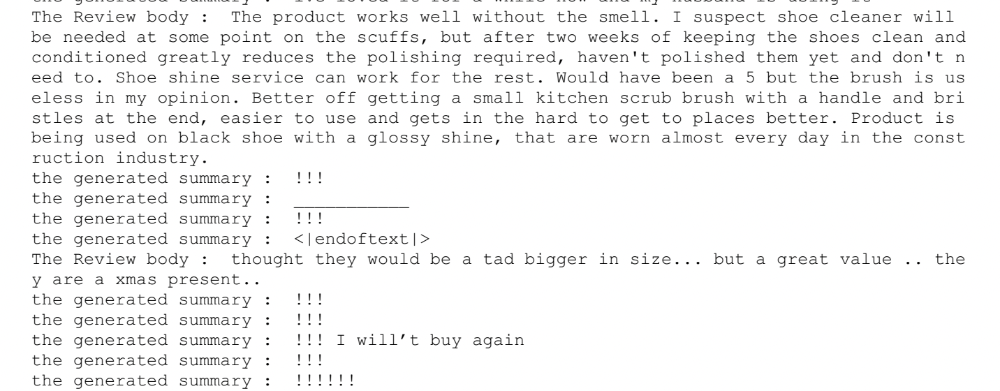 the generated summary :  ive loved it for a while now and my husband is using it
The Review body :  The product works well without the smell. I suspect shoe cleaner will
be needed at some point on the scuffs, but after two weeks of keeping the shoes clean and
conditioned greatly reduces the polishing required, haven't polished them yet and don't n
eed to. Shoe shine service can work for the rest. Would have been a 5 but the brush is us
eless in my opinion. Better off getting a small kitchen scrub brush with a handle and bri
stles at the end, easier to use and gets in the hard to get to places better. Product is
being used on black shoe with a glossy shine, that are worn almost every day in the const
ruction industry.
the generated summary :  !!!
the generated summary :  ___________
the generated summary :  !!!
the generated summary :  <|endoftext|>
The Review body :  thought they would be a tad bigger in size... but a great value .. the
y are a xmas present..
the generated summary :  !!!
the generated summary :  !!!
the generated summary :  !!! I will’t buy again
the generated summary :  !!!
the generated summary :  !!!!!!